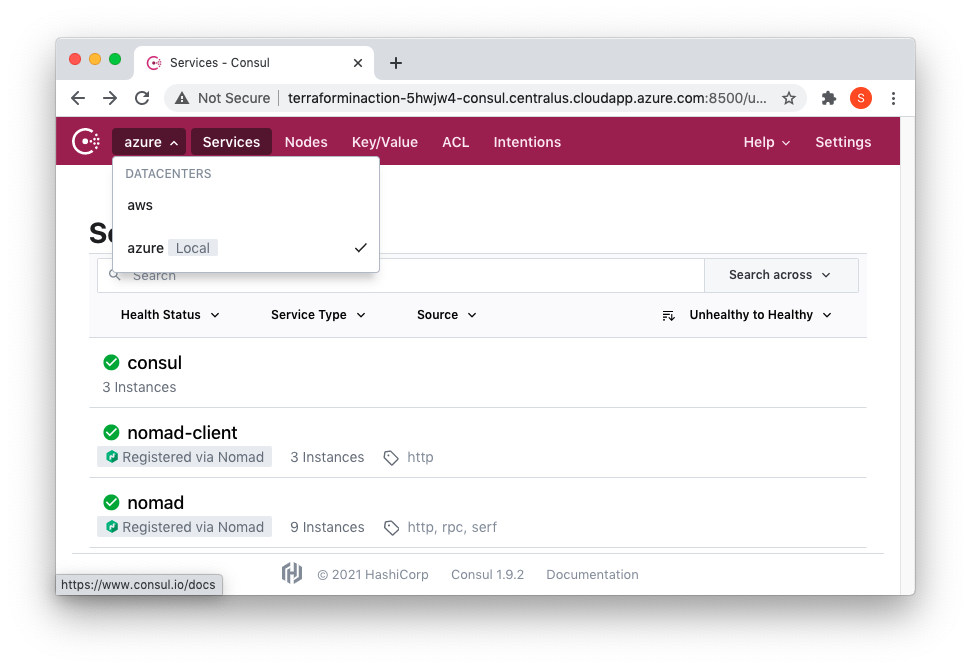 Services - Consul
Not Secure terraforminaction-5hwjw4-consul.centralus.cloudapp.azure.com:8500/u... S
azure Services Nodes Key/Value ACL Intentions Help Settings
DATACENTERS
aws
azure Local
Search Search across
Health Status Service Type Source Unhealthy to Healthy
consul
3 Instances
nomad-client
Registered via Nomad 3 Instances http
nomad
Registered via Nomad 9 Instances http, rpc, serf
© 2021 HashiCorp Consul 1.9.2 Documentation
https://www.consul.io/docs